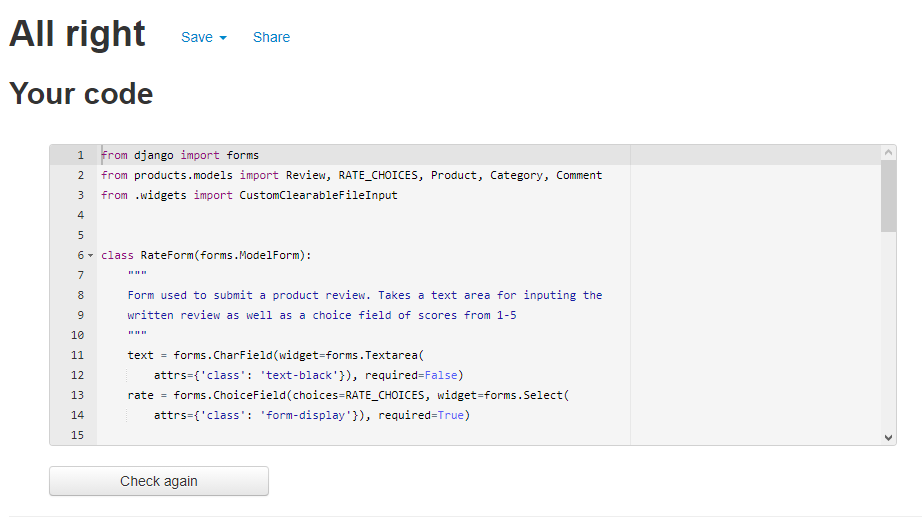 All right Save Share
Your code
1 from django import forms
2 from products.models import Review, RATE_CHOICES, Product, Category, Comment
3 from .widgets import CustomClearableFileInput
4
5
6 class RateForm(forms.ModelForm):
7 """
8 Form used to submit a product review. Takes a text area for inputing the
9 written review as well as a choice field of scores from 1-5
10 """
11 text = forms.CharField(widget=forms.Textarea(
12 attrs={'class': 'text-black'}), required=False)
13 rate = forms.ChoiceField(choices=RATE_CHOICES, widget=forms.Select(
14 attrs={'class': 'form-display'}), required=True)
15
Check again